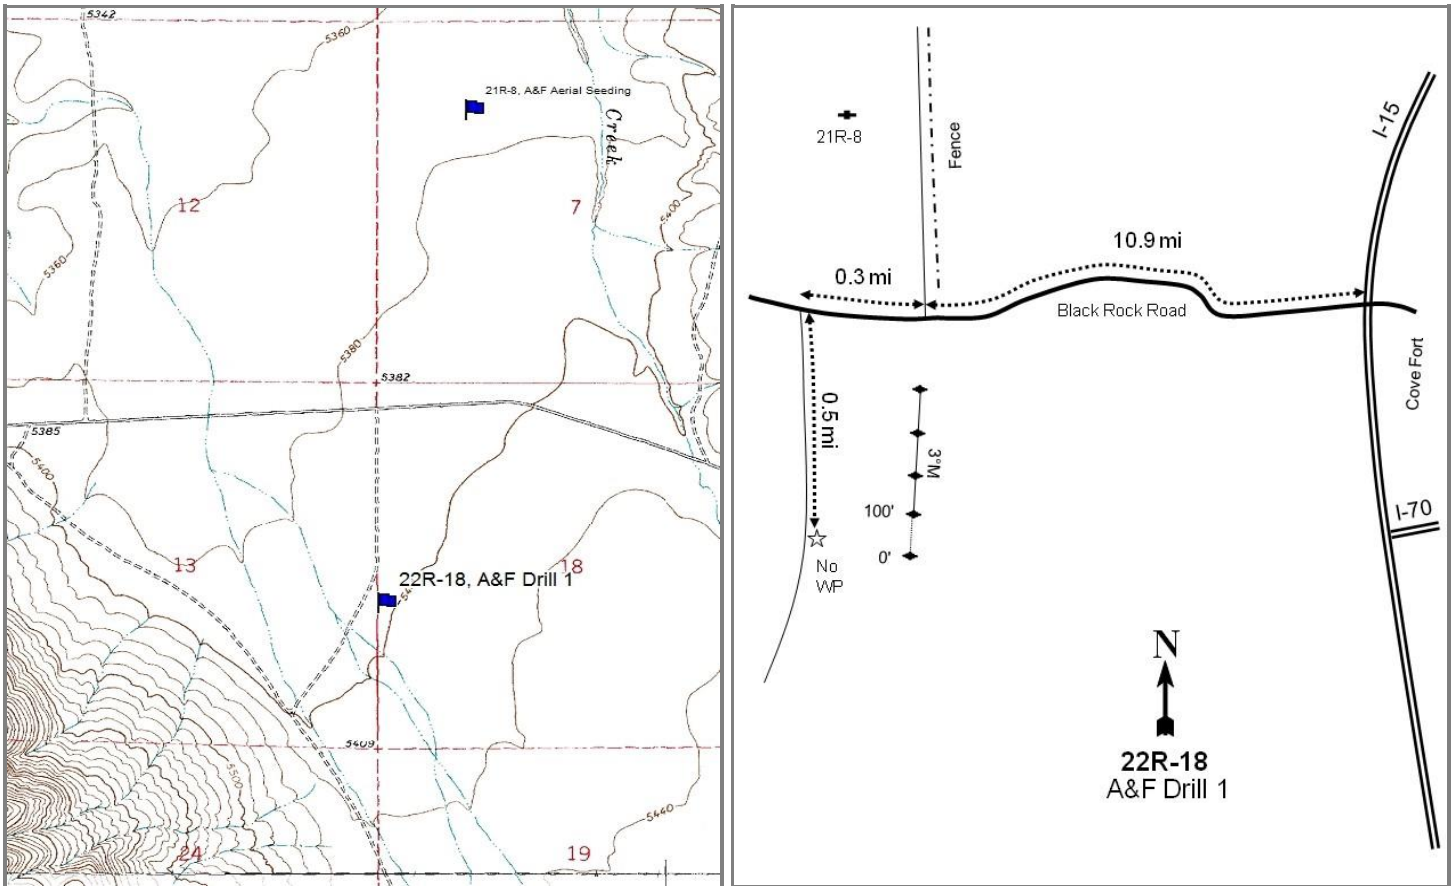 5342
5360
21R-8, A&F Aerial Seeding
Creek
12
7
5400
5360
5380
5382
5385
5400
13
18
22R-18, A&F Drill 1
54
5409
5500
5440
24
19
I-15
21R-8
Fence
10.9 mi
0.3 mi
Black Rock Road
Cove Fort
0.5 mi
3°M
100'
I-70
0'
No
WP
N
22R-18
A&F Drill 1